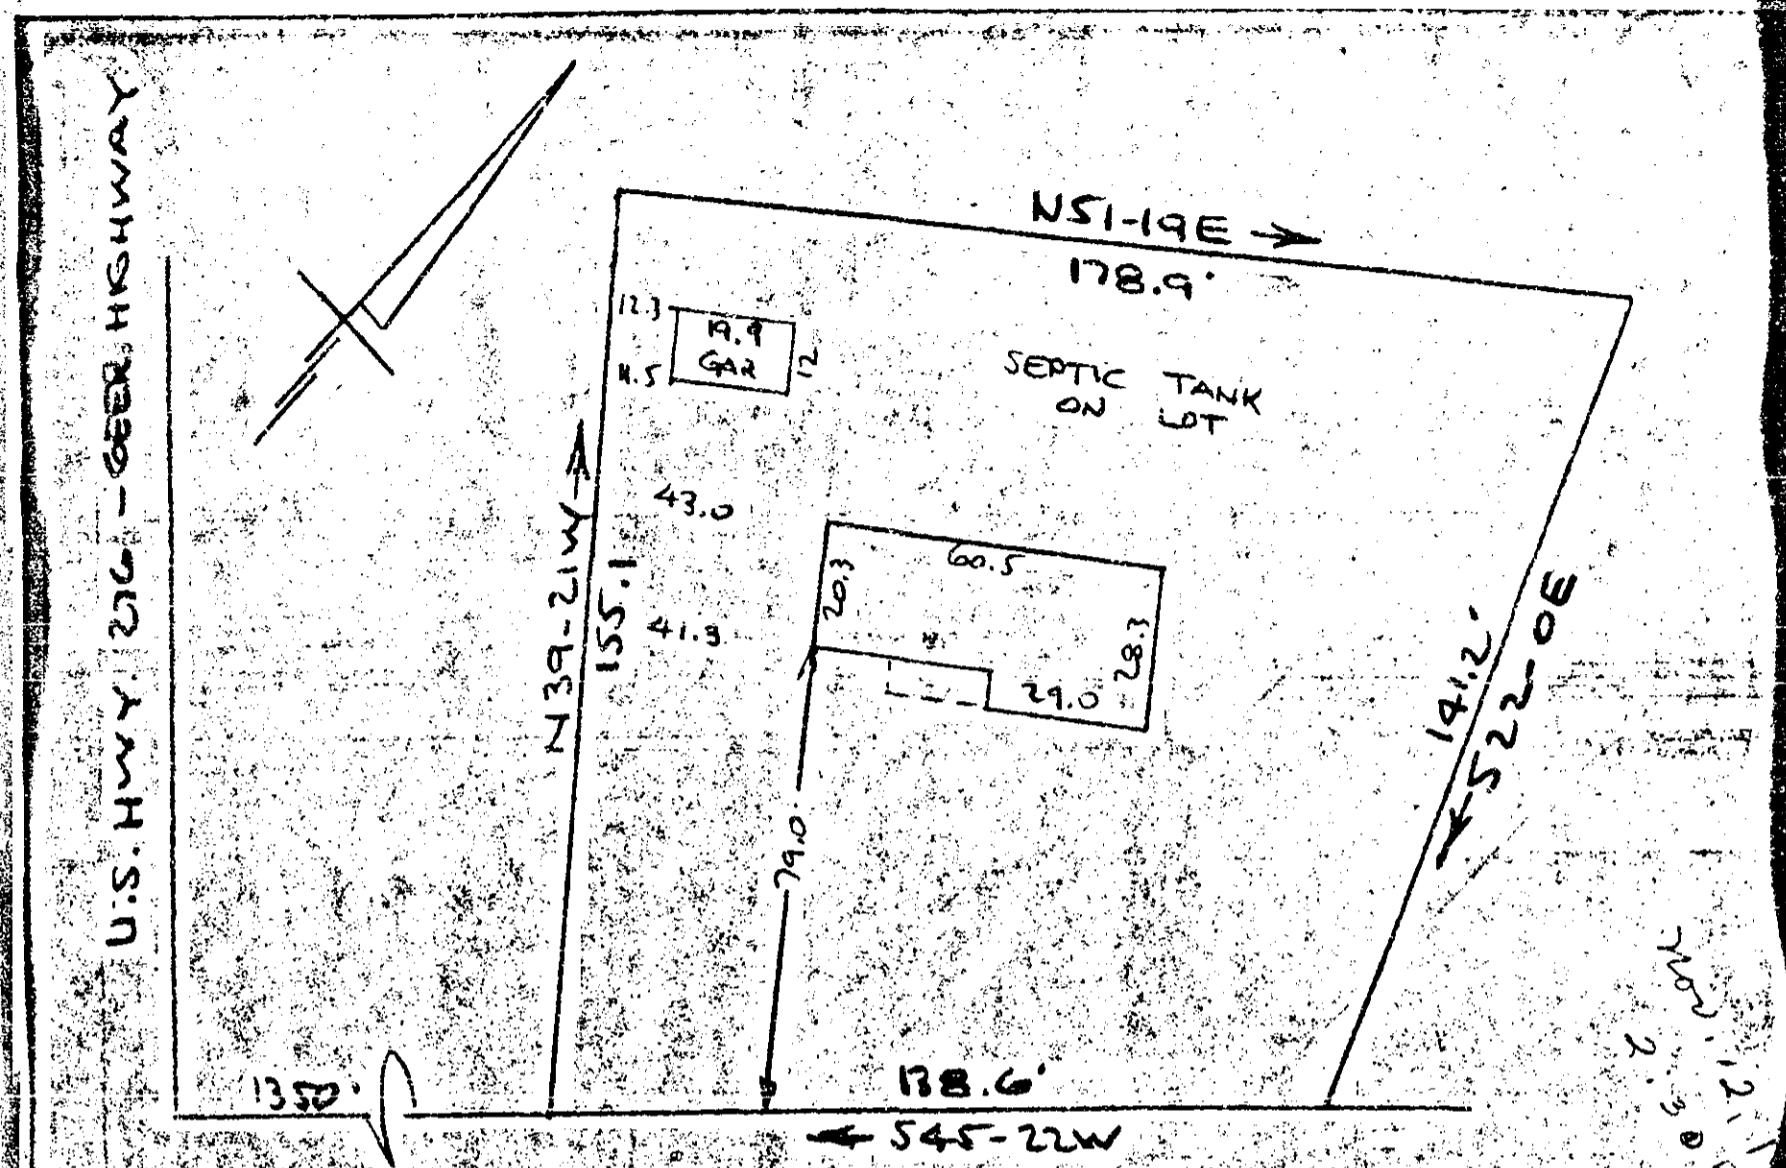 U.S. HWY. 276 - GEER HIGHWAY
N51-19E
178.9'
12.3
19.9
GAR
12
11.5
SEPTIC TANK
ON LOT
N39-21W
155.1
43.0
41.3
20.3
60.5
28.3
29.0
79.0
141.2'
S22-0E
1350'
138.6'
S45-22W